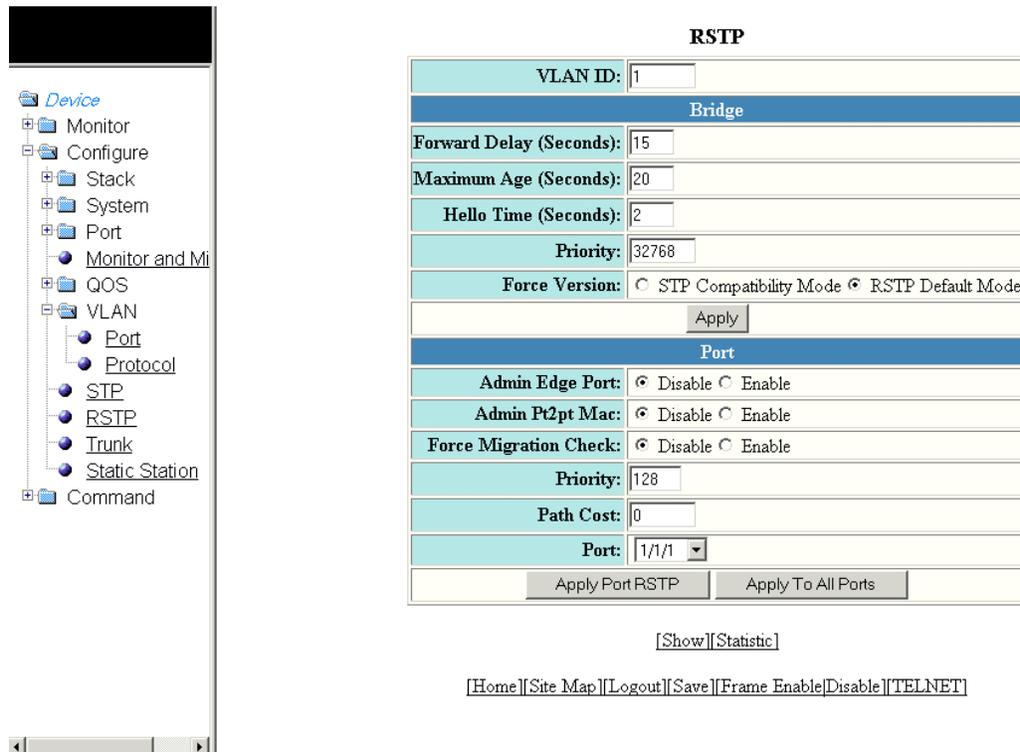 Device
Monitor
Configure
Stack
System
Port
Monitor and Mi
QOS
VLAN
Port
Protocol
STP
RSTP
Trunk
Static Station
Command
RSTP
VLAN ID: 1
Bridge
Forward Delay (Seconds): 15
Maximum Age (Seconds): 20
Hello Time (Seconds): 2
Priority: 32768
Force Version: STP Compatibility Mode RSTP Default Mode
Apply
Port
Admin Edge Port: Disable Enable
Admin Pt2pt Mac: Disable Enable
Force Migration Check: Disable Enable
Priority: 128
Path Cost: 0
Port: 1/1/1
Apply Port RSTP Apply To All Ports
[Show][Statistic]
[Home][Site Map][Logout][Save][Frame Enable|Disable][TELNET]